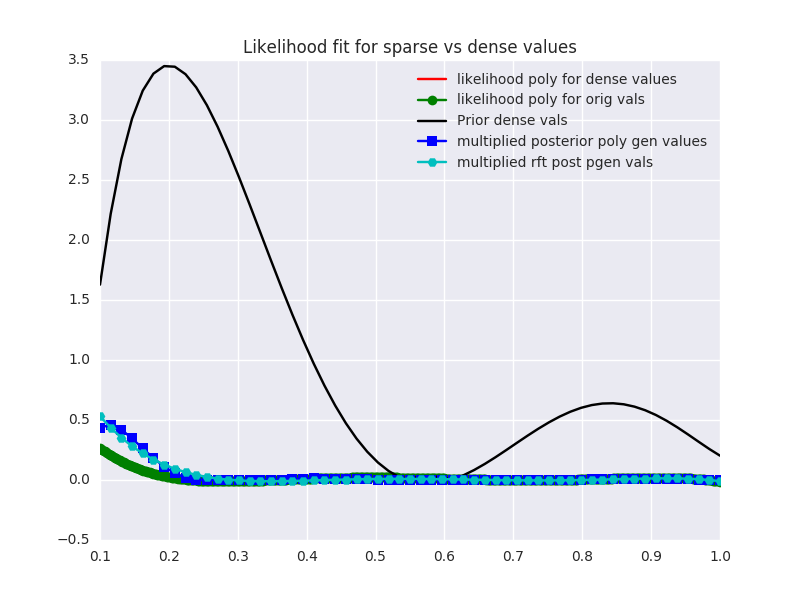 Likelihood fit for sparse vs dense values
3.5
3.0
2.5
2.0
1.5
1.0
0.5
0.0
−0.5
likelihood poly for dense values
likelihood poly for orig vals
Prior dense vals
multiplied posterior poly gen values
multiplied rft post pgen vals
0.1 0.2 0.3 0.4 0.5 0.6 0.7 0.8 0.9 1.0